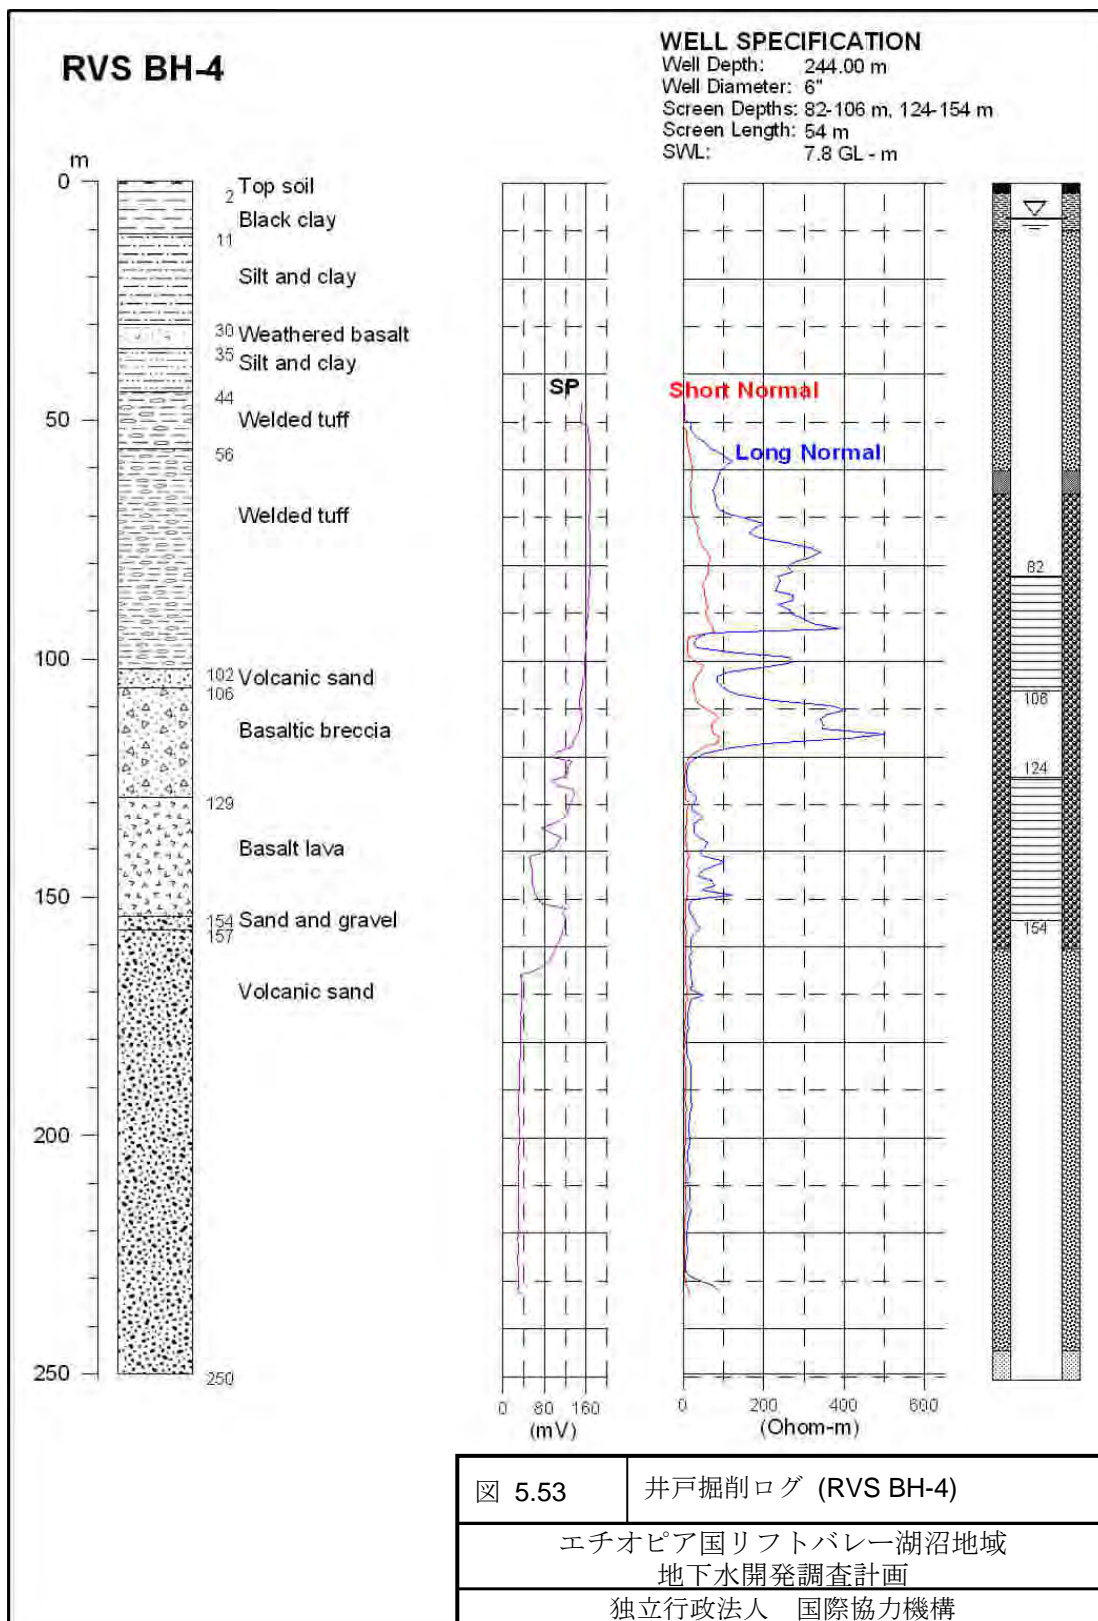 RVS BH-4
WELL SPECIFICATION
Well Depth: 244.00 m
Well Diameter: 6"
Screen Depths: 82-106 m, 124-154 m
Screen Length: 54 m
SWL: 7.8 GL - m
m
0
50
100
150
200
250
Top soil
2
Black clay
11
Silt and clay
30 Weathered basalt
35
Silt and clay
44
Welded tuff
56
Welded tuff
102 Volcanic sand
106
Basaltic breccia
129
Basalt lava
154 Sand and gravel
157
Volcanic sand
250
SP
Short Normal
Long Normal
82
106
124
154
0 80 160
(mV)
0 200 400 600
(Ohom-m)
図 5.53
井戸掘削ログ (RVS BH-4)
エチオピア国リフトバレー湖沼地域
地下水開発調査計画
独立行政法人 国際協力機構